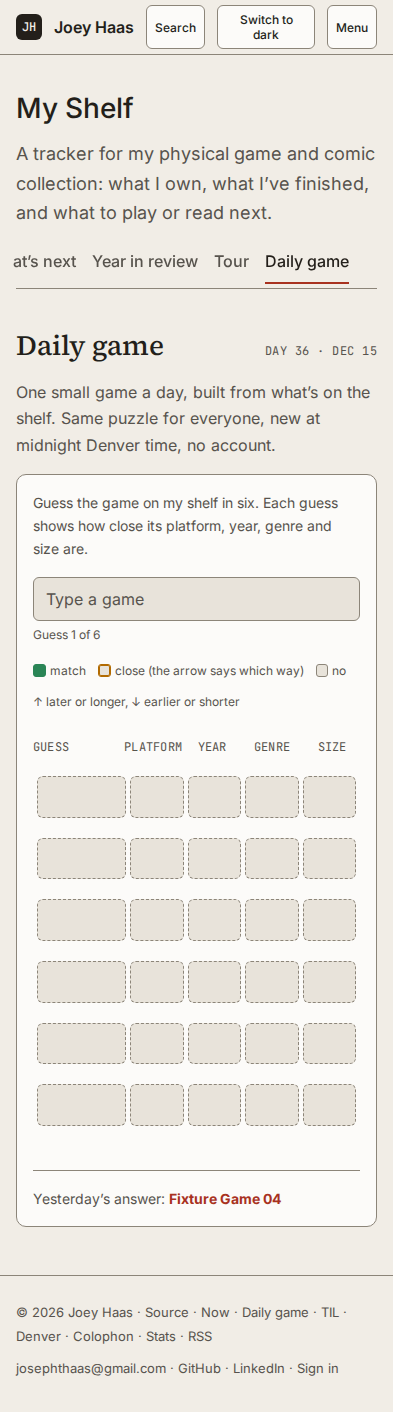 JH Joey Haas Search Switch to dark Menu
My Shelf
A tracker for my physical game and comic
collection: what I own, what I’ve finished,
and what to play or read next.
at’s next Year in review Tour Daily game
Daily game DAY 36 · DEC 15
One small game a day, built from what’s on the
shelf. Same puzzle for everyone, new at
midnight Denver time, no account.
Guess the game on my shelf in six. Each guess
shows how close its platform, year, genre and
size are.
Type a game
Guess 1 of 6
match close (the arrow says which way) no
↑ later or longer, ↓ earlier or shorter
GUESS PLATFORM YEAR GENRE SIZE
Yesterday’s answer: Fixture Game 04
© 2026 Joey Haas · Source · Now · Daily game · TIL ·
Denver · Colophon · Stats · RSS
josephthaas@gmail.com · GitHub · LinkedIn · Sign in